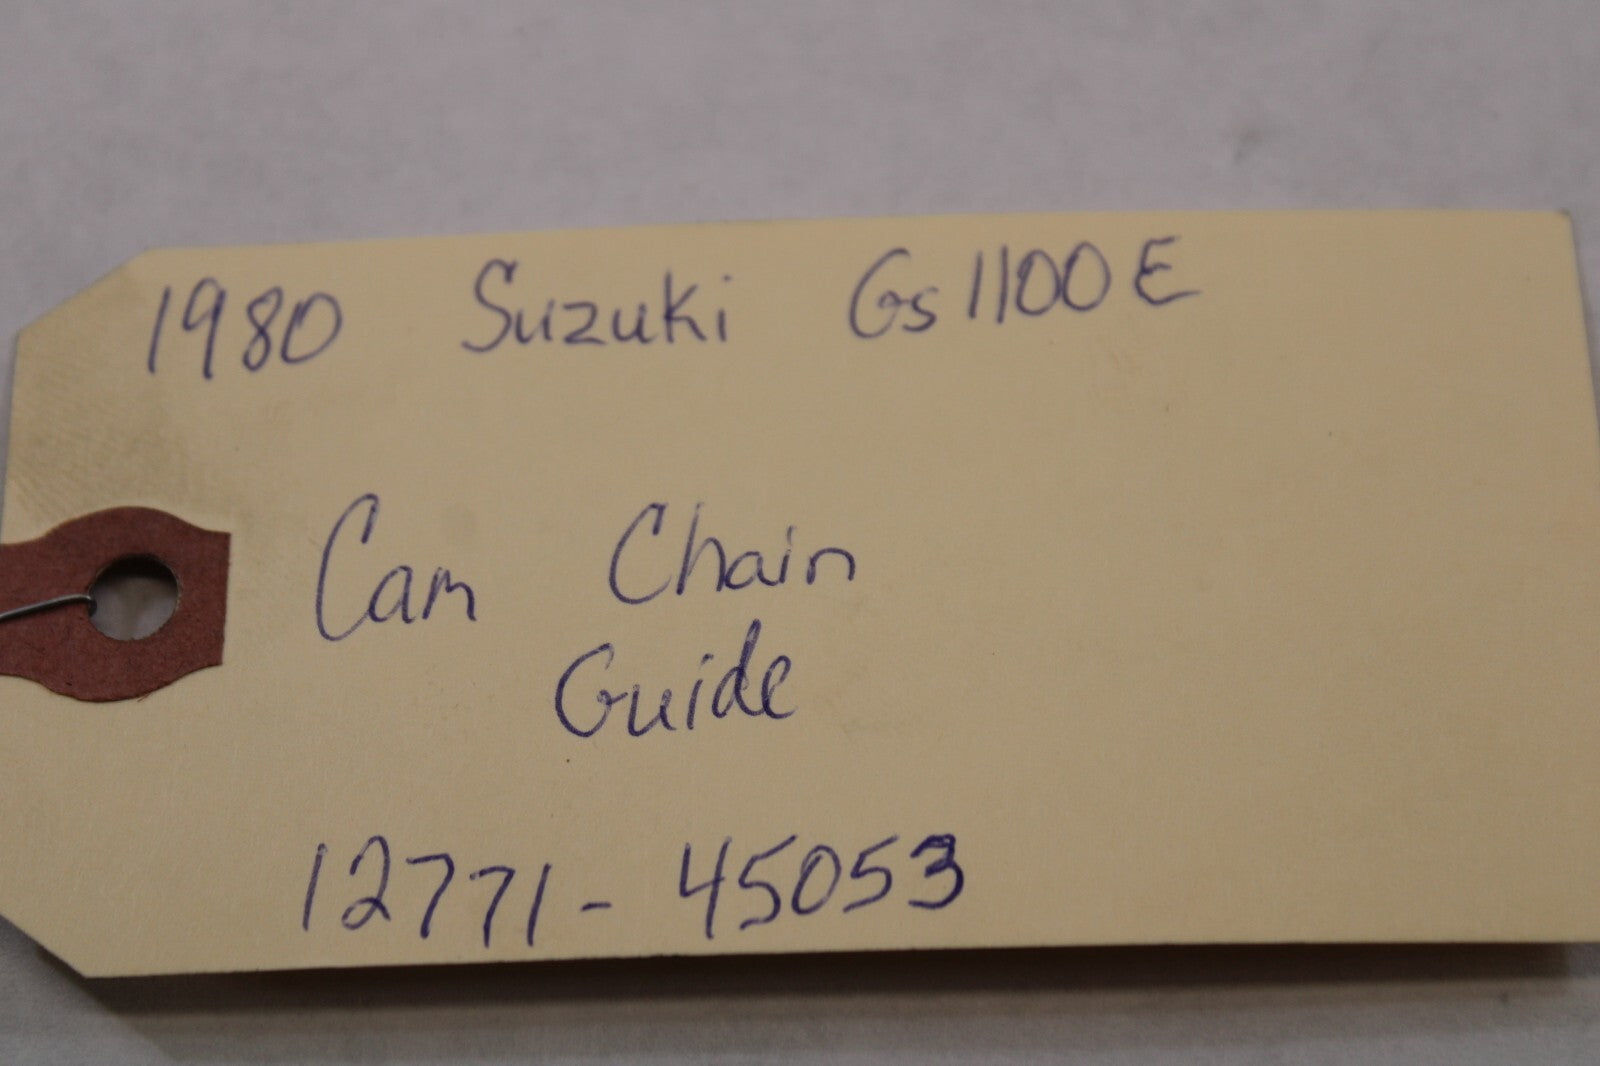 1980 Suzuki Gs1100E
Cam Chain
Guide
12771-45053